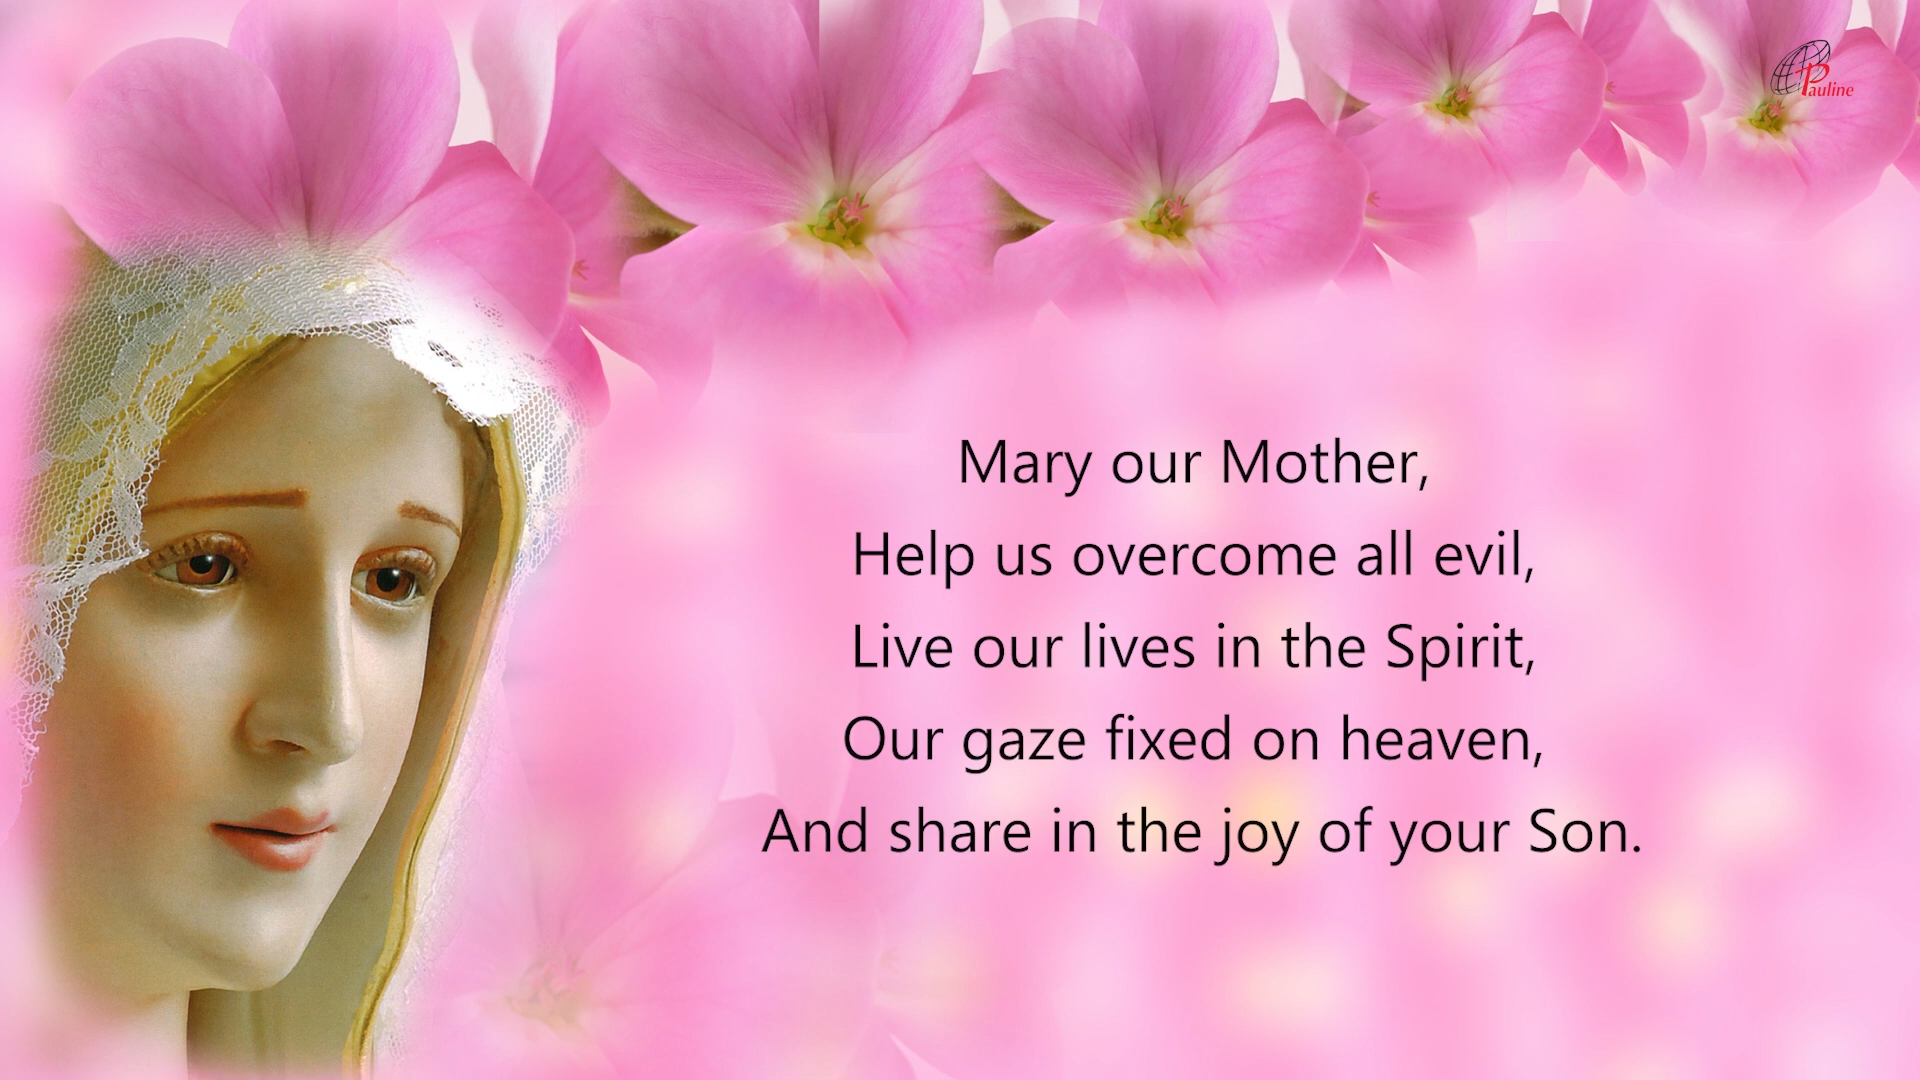 Pauline
Mary our Mother,
Help us overcome all evil,
Live our lives in the Spirit,
Our gaze fixed on heaven,
And share in the joy of your Son.